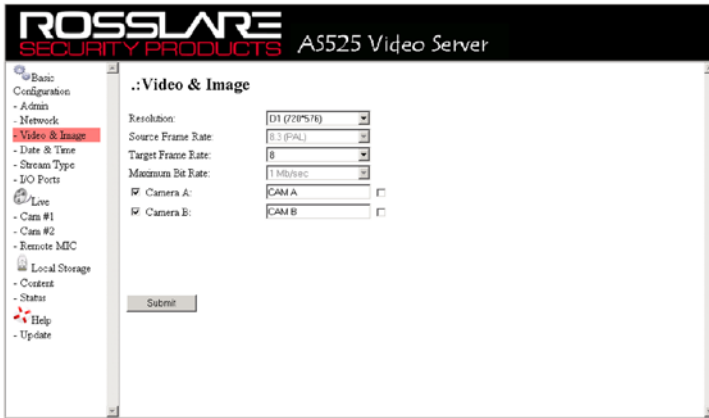 ROSSLARE
SECURITY PRODUCTS
AS525 Video Server
Basic
Configuration
- Admin
- Network
- Video & Image
- Date & Time
- Stream Type
- I/O Ports
Live
- Cam #1
- Cam #2
- Remote MIC
Local Storage
- Content
- Status
Help
- Update
.:Video & Image
Resolution: D1 (720*576)
Source Frame Rate: 8.3 (PAL)
Target Frame Rate: 8
Maximum Bit Rate: 1 Mb/sec
Camera A: CAM A
Camera B: CAM B
Submit